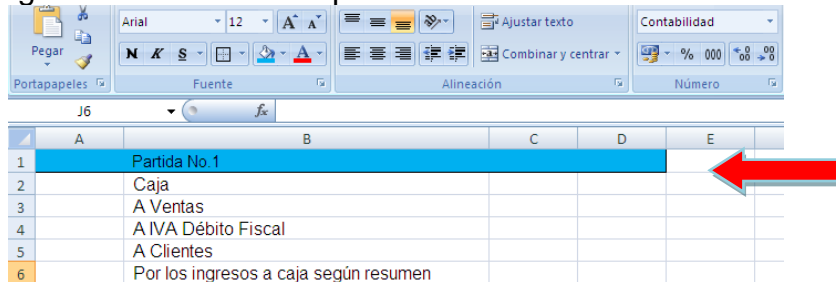 Arial 12 A A Ajustar texto Contabilidad
Pegar N K S A Combinar y centrar % 000
Portapapeles Fuente Alineación Número
J6 fx
A B C D E
1 Partida No.1
2 Caja
3 A Ventas
4 A IVA Débito Fiscal
5 A Clientes
6 Por los ingresos a caja según resumen